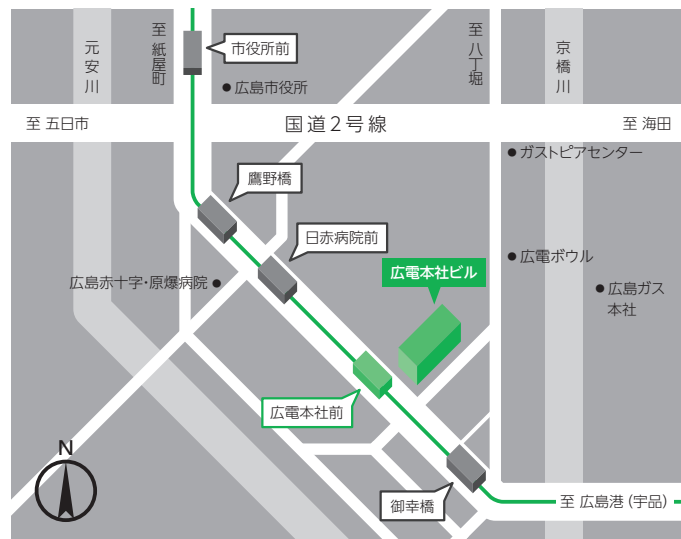 元安川
至 紙屋町
市役所前
広島市役所
至 八丁堀
京橋川
至 五日市
国道2号線
至 海田
ガストピアセンター
鷹野橋
日赤病院前
広電ボウル
広電本社ビル
広島赤十字・原爆病院
広島ガス
本社
広電本社前
N
御幸橋
至 広島港（宇品）